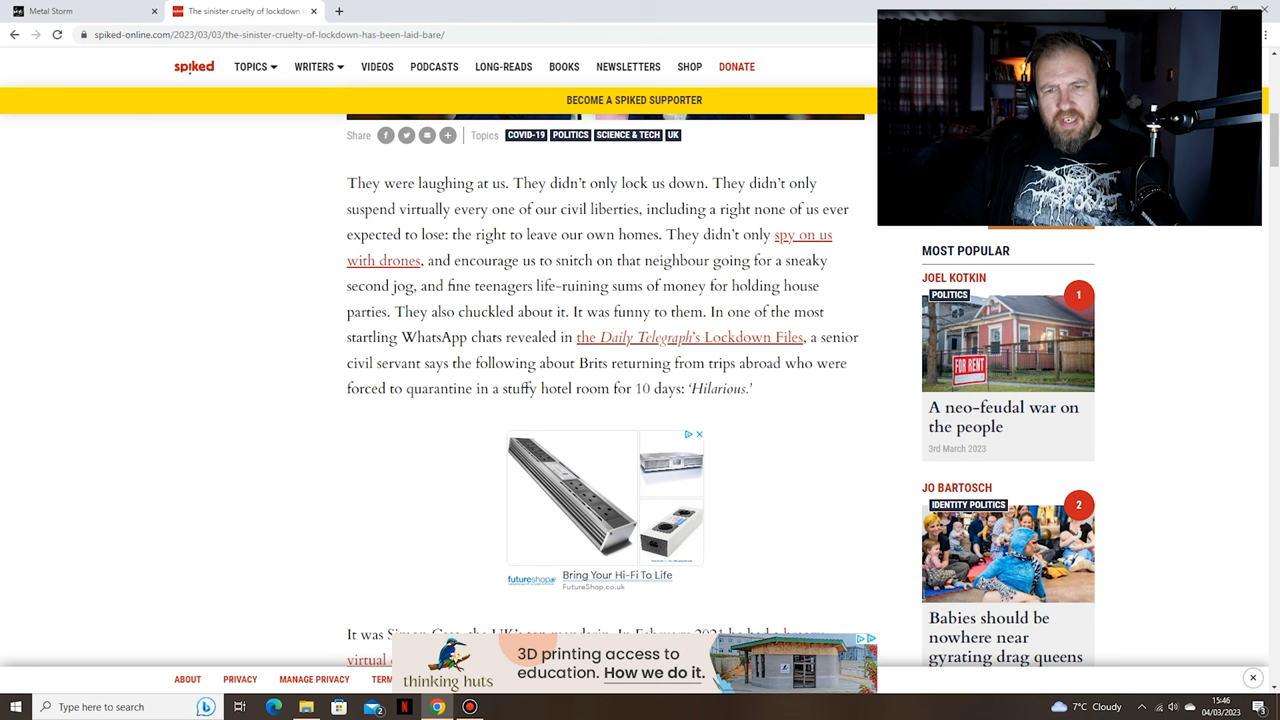 Metal Storm
The sinister cruelty of lockdown
spiked-online.com/2023/03/03/the-sinister-cruelty-of-lockdown-has-been-laid-bare/
spiked TOPICS WRITERS VIDEOS PODCASTS LONG-READS BOOKS NEWSLETTERS SHOP DONATE
BECOME A SPIKED SUPPORTER
Share Topics COVID-19 POLITICS SCIENCE & TECH UK
They were laughing at us. They didn’t only lock us down. They didn’t only
suspend virtually every one of our civil liberties, including a right none of us ever
expected to lose: the right to leave our own homes. They didn’t only spy on us
with drones, and encourage us to snitch on that neighbour going for a sneaky
second jog, and fine teenagers life-ruining sums of money for holding house
parties. They also chuckled about it. It was funny to them. In one of the most
startling WhatsApp chats revealed in the Daily Telegraph’s Lockdown Files, a senior
civil servant says the following about Brits returning from trips abroad who were
forced to quarantine in a stuffy hotel room for 10 days: ‘Hilarious.’
futureshop
Bring Your Hi-Fi To Life
FutureShop.co.uk
It was
virtual
MOST POPULAR
JOEL KOTKIN
POLITICS
1
FOR RENT
A neo-feudal war on
the people
3rd March 2023
JO BARTOSCH
IDENTITY POLITICS
2
Babies should be
nowhere near
gyrating drag queens
thinking huts
3D printing access to
education. How we do it.
ABOUT PRIVACY MANAGE PRIVACY
Type here to search
7°C Cloudy
15:46
04/03/2023